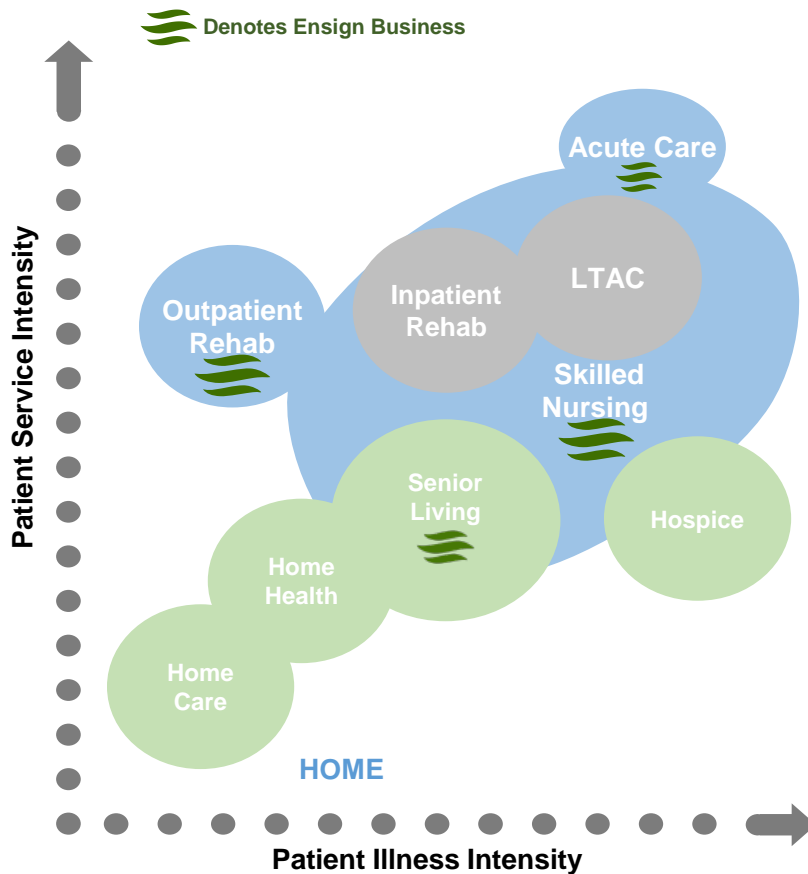 Denotes Ensign Business
Patient Service Intensity
Acute Care
LTAC
Inpatient
Rehab
Outpatient
Rehab
Skilled
Nursing
Senior
Living
Hospice
Home
Health
Home
Care
HOME
Patient Illness Intensity